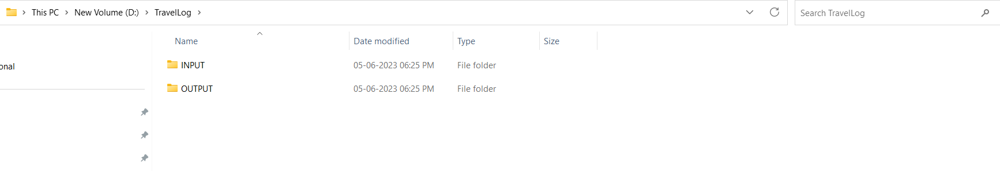 This PC > New Volume (D:) > TravelLog >
Search TravelLog
Name Date modified Type Size
INPUT 05-06-2023 06:25 PM File folder
onal
OUTPUT 05-06-2023 06:25 PM File folder